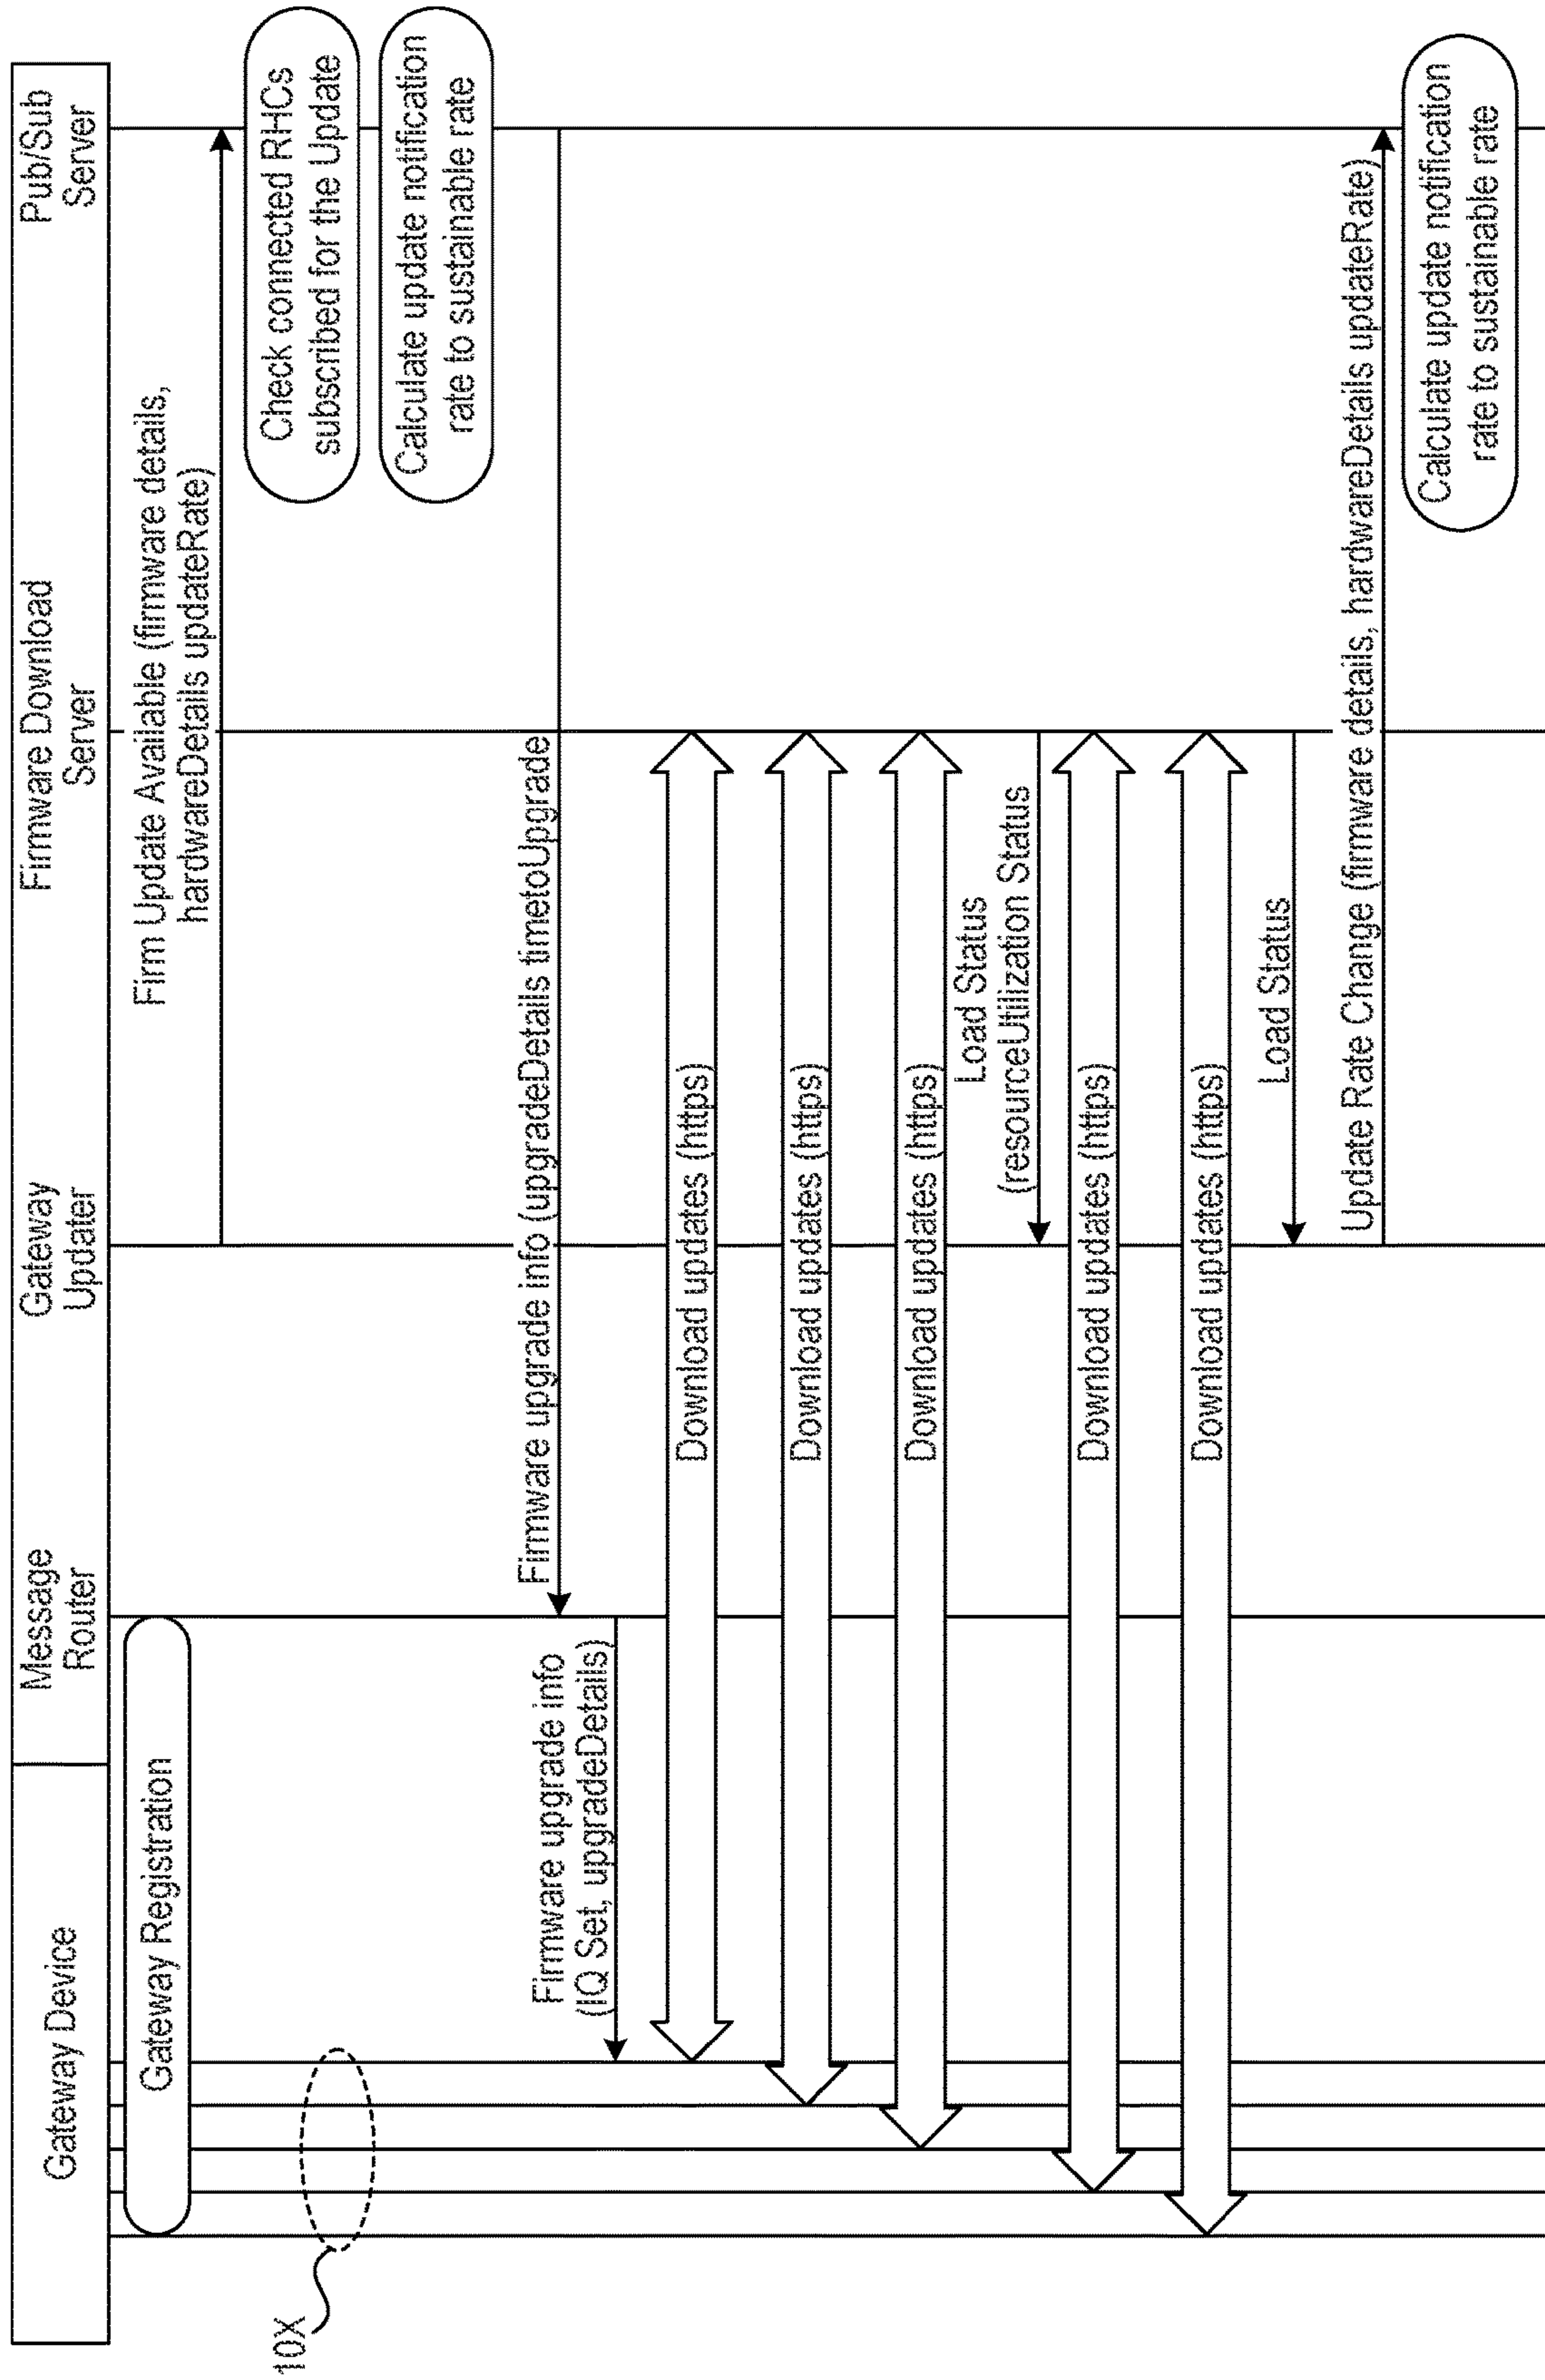 Gateway Device
Message
Router
Gateway
Updater
Firmware Download
Server
Pub/Sub
Server
Gateway Registration
Firm Update Available (firmware details,
hardwareDetails updateRate)
10X
Check connected RHCs
subscribed for the Update
Calculate update notification
rate to sustainable rate
Firmware upgrade info (upgradeDetails timetoUpgrade
Firmware upgrade info
(IQ Set, upgradeDetails)
Download updates (https)
Download updates (https)
Download updates (https)
Load Status
(resourceUtilization Status
Download updates (https)
Download updates (https)
Load Status
Update Rate Change (firmware details, hardwareDetails updateRate)
Calculate update notification
rate to sustainable rate